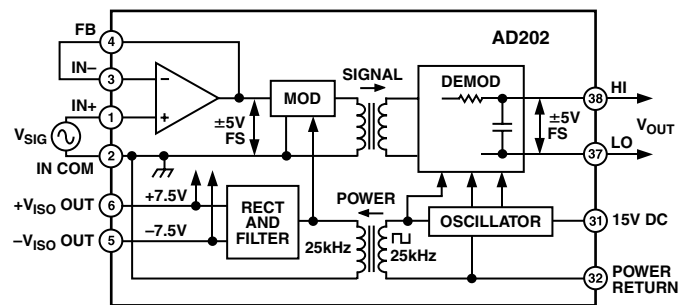 AD202
FB
4
IN–
3
IN+
1
V_SIG
2
IN COM
+V_ISO OUT
6
+7.5V
–V_ISO OUT
5
–7.5V
–
+
±5V
FS
MOD
SIGNAL
DEMOD
±5V
FS
38
HI
V_OUT
37
LO
RECT
AND
FILTER
POWER
25kHz
25kHz
OSCILLATOR
31
15V DC
32
POWER
RETURN